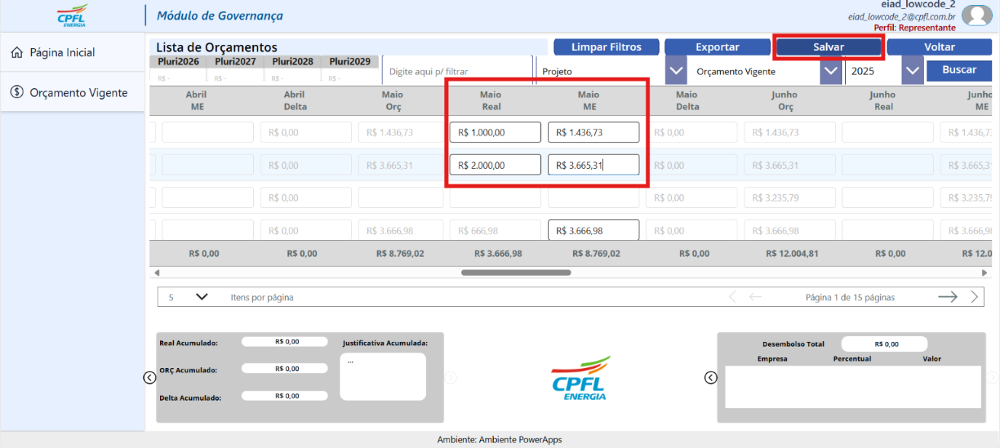 CPFL
ENERGIA
Módulo de Governança
eiad_lowcode_2
eiad_lowcode_2@cpfl.com.br
Perfil: Representante
Página Inicial
Orçamento Vigente
Lista de Orçamentos
Limpar Filtros Exportar Salvar Voltar
Pluri2026 Pluri2027 Pluri2028 Pluri2029
R$ - R$ - R$ - R$ -
Digite aqui p/ filtrar Projeto Orçamento Vigente 2025 Buscar
Abril Abril Maio Maio Maio Maio Junho Junho Junho
ME Delta Orç Real ME Delta Orç Real ME
R$ 0,00 R$ 1.436,73 R$ 1.000,00 R$ 1.436,73 R$ 0,00 R$ 1.436,73 R$ 1.436,7
R$ 0,00 R$ 3.665,31 R$ 2.000,00 R$ 3.665,31 R$ 0,00 R$ 3.665,31 R$ 3.665,3
R$ 0,00 R$ 0,00 R$ 3.235,79 R$ 3.235,79
R$ 0,00 R$ 3.666,98 R$ 666,98 R$ 3.666,98 R$ 0,00 R$ 3.666,98 R$ 3.666,98
R$ 0,00 R$ 0,00 R$ 8.769,02 R$ 3.666,98 R$ 8.769,02 R$ 0,00 R$ 12.004,81 R$ 0,00 R$ 12.0
5 Itens por página Página 1 de 15 páginas
Real Acumulado: R$ 0,00
ORÇ Acumulado: R$ 0,00
Delta Acumulado: R$ 0,00
Justificativa Acumulada:
...
CPFL
ENERGIA
Desembolso Total R$ 0,00
Empresa Percentual Valor
Ambiente: Ambiente PowerApps